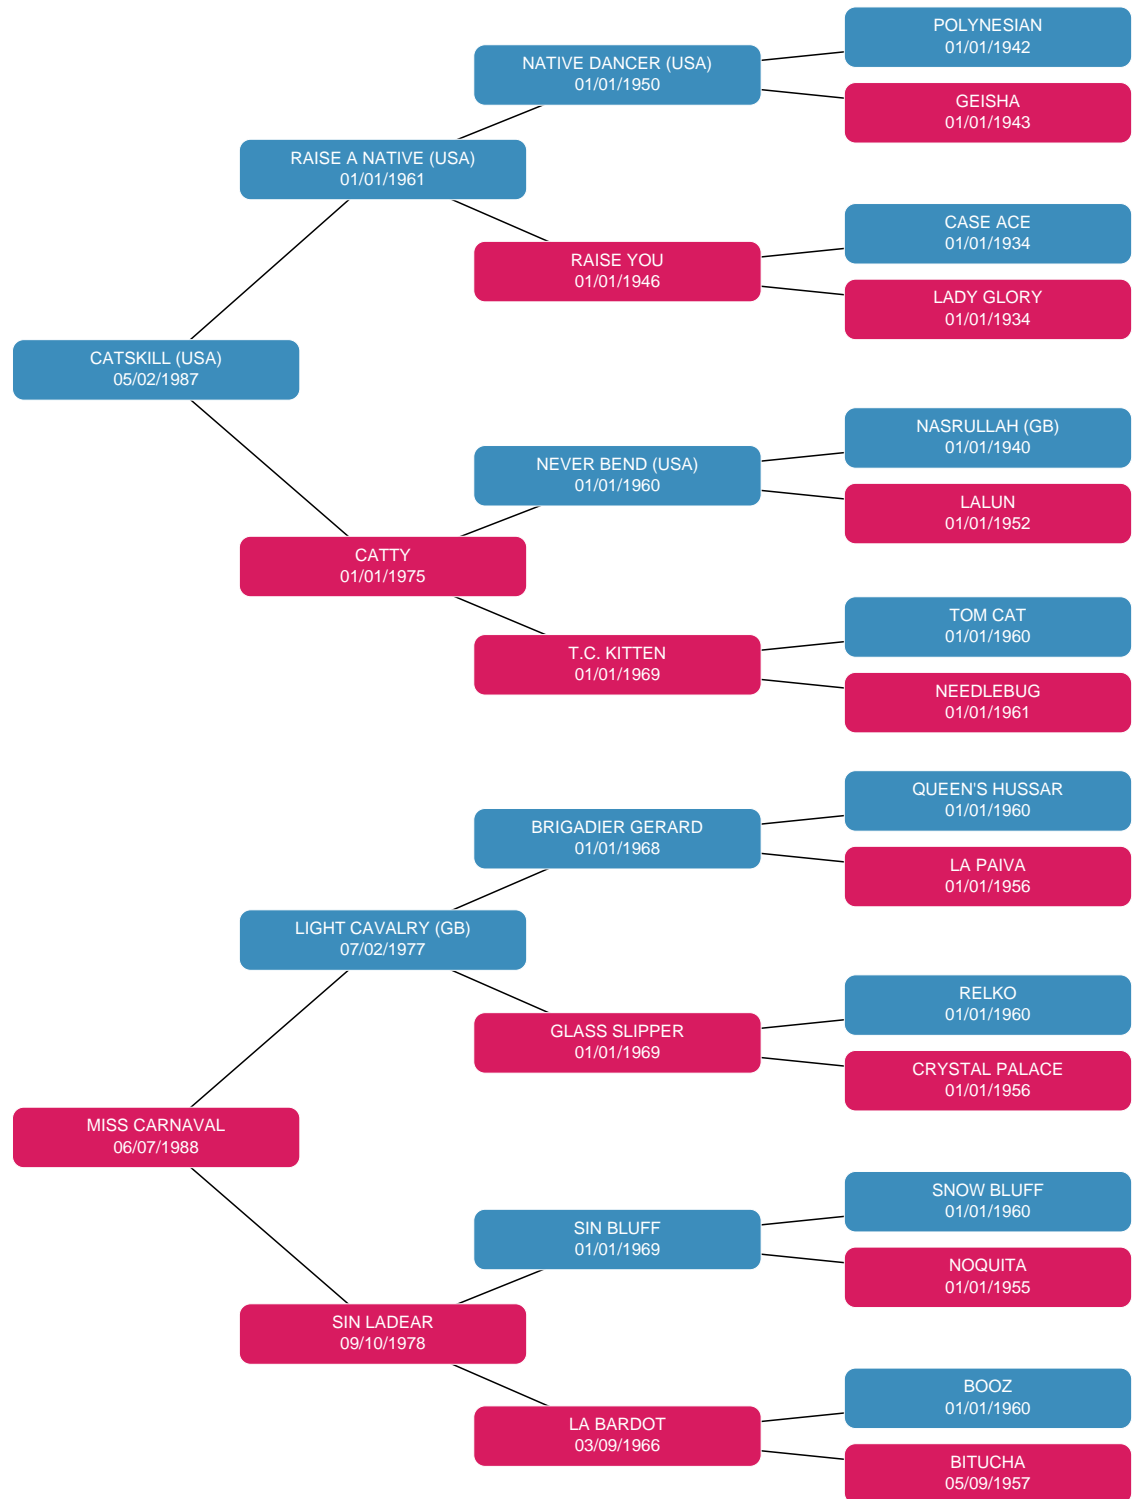 POLYNESIAN
01/01/1942
NATIVE DANCER (USA)
01/01/1950
GEISHA
01/01/1943
RAISE A NATIVE (USA)
01/01/1961
CASE ACE
01/01/1934
RAISE YOU
01/01/1946
LADY GLORY
01/01/1934
CATSKILL (USA)
05/02/1987
NASRULLAH (GB)
01/01/1940
NEVER BEND (USA)
01/01/1960
LALUN
01/01/1952
CATTY
01/01/1975
TOM CAT
01/01/1960
T.C. KITTEN
01/01/1969
NEEDLEBUG
01/01/1961
QUEEN'S HUSSAR
01/01/1960
BRIGADIER GERARD
01/01/1968
LA PAIVA
01/01/1956
LIGHT CAVALRY (GB)
07/02/1977
RELKO
01/01/1960
GLASS SLIPPER
01/01/1969
CRYSTAL PALACE
01/01/1956
MISS CARNAVAL
06/07/1988
SNOW BLUFF
01/01/1960
SIN BLUFF
01/01/1969
NOQUITA
01/01/1955
SIN LADEAR
09/10/1978
BOOZ
01/01/1960
LA BARDOT
03/09/1966
BITUCHA
05/09/1957